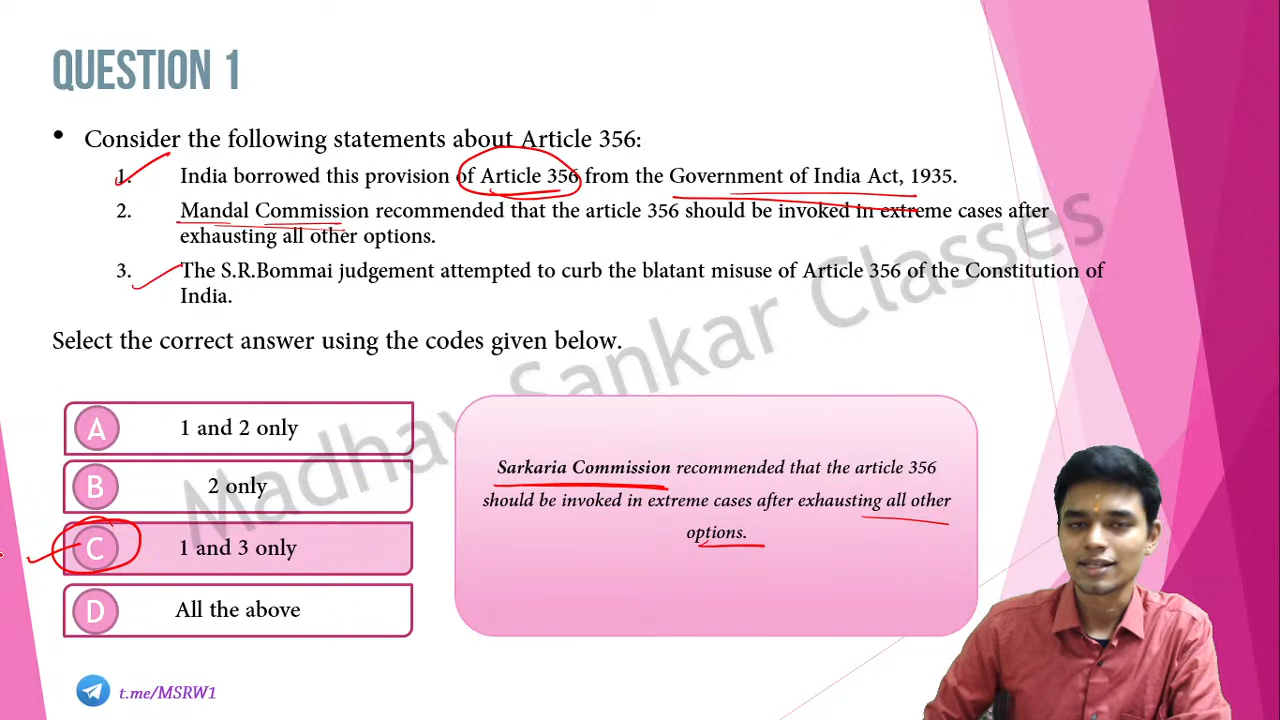 QUESTION 1
• Consider the following statements about Article 356:
1. India borrowed this provision of Article 356 from the Government of India Act, 1935.
2. Mandal Commission recommended that the article 356 should be invoked in extreme cases after
exhausting all other options.
3. The S.R.Bommai judgement attempted to curb the blatant misuse of Article 356 of the Constitution of
India.
Select the correct answer using the codes given below.
A 1 and 2 only
B 2 only
C 1 and 3 only
D All the above
Sarkaria Commission recommended that the article 356
should be invoked in extreme cases after exhausting all other
options.
Madhav Sankar Classes
t.me/MSRW1